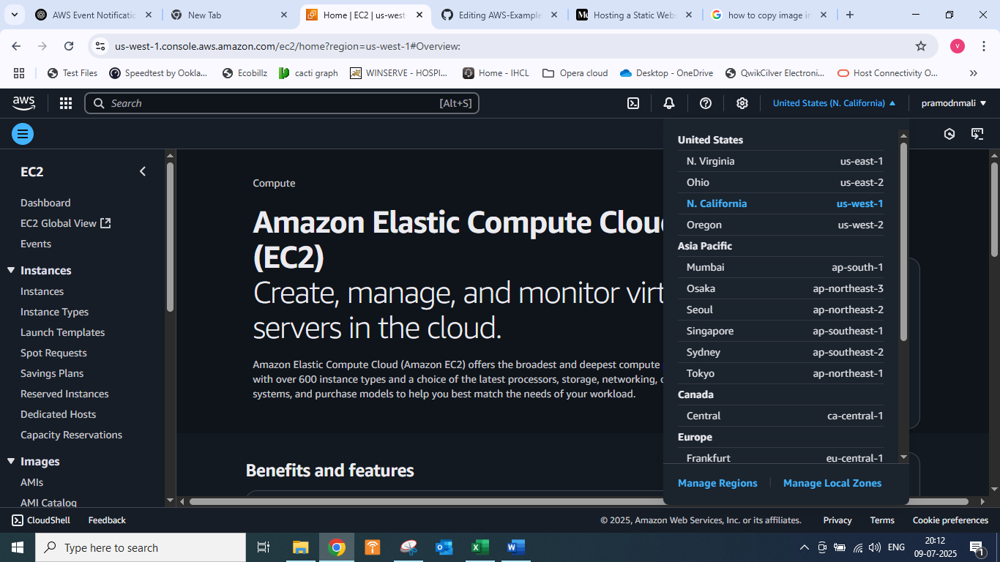 AWS Event Notificatio
New Tab
Home | EC2 | us-west-
Editing AWS-Example
Hosting a Static Webs
how to copy image in
us-west-1.console.aws.amazon.com/ec2/home?region=us-west-1#Overview:
V
Test Files
Speedtest by Ookla...
Ecobillz
cacti graph
WINSERVE - HOSPI...
Home - IHCL
Opera cloud
Desktop - OneDrive
QwikCilver Electroni...
Host Connectivity O...
aws
Search
[Alt+S]
United States (N. California)
pramodnmali
EC2
Dashboard
EC2 Global View
Events
Instances
Instances
Instance Types
Launch Templates
Spot Requests
Savings Plans
Reserved Instances
Dedicated Hosts
Capacity Reservations
Images
AMIs
AMI Catalog
Compute
Amazon Elastic Compute Clou
(EC2)
Create, manage, and monitor virt
servers in the cloud.
Amazon Elastic Compute Cloud (Amazon EC2) offers the broadest and deepest compute
with over 600 instance types and a choice of the latest processors, storage, networking,
systems, and purchase models to help you best match the needs of your workload.
Benefits and features
United States
N. Virginia us-east-1
Ohio us-east-2
N. California us-west-1
Oregon us-west-2
Asia Pacific
Mumbai ap-south-1
Osaka ap-northeast-3
Seoul ap-northeast-2
Singapore ap-southeast-1
Sydney ap-southeast-2
Tokyo ap-northeast-1
Canada
Central ca-central-1
Europe
Frankfurt eu-central-1
Manage Regions
Manage Local Zones
CloudShell
Feedback
© 2025, Amazon Web Services, Inc. or its affiliates.
Privacy
Terms
Cookie preferences
Type here to search
ENG
20:12
09-07-2025
1